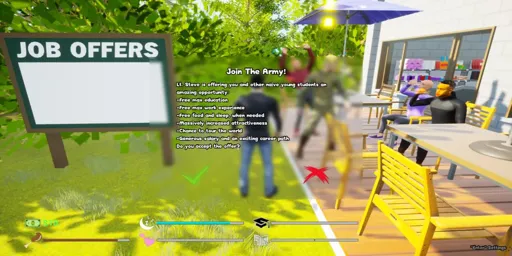 JOB OFFERS
Join The Army!
Lt. Steve is offering you and other naive young students an
amazing opportunity
-Free max education
-Free max work experience
-Free food and sleep when needed
-Massively increased attractiveness
-Chance to tour the world
-Generous salary and an exciting career path
Do you accept the offer?